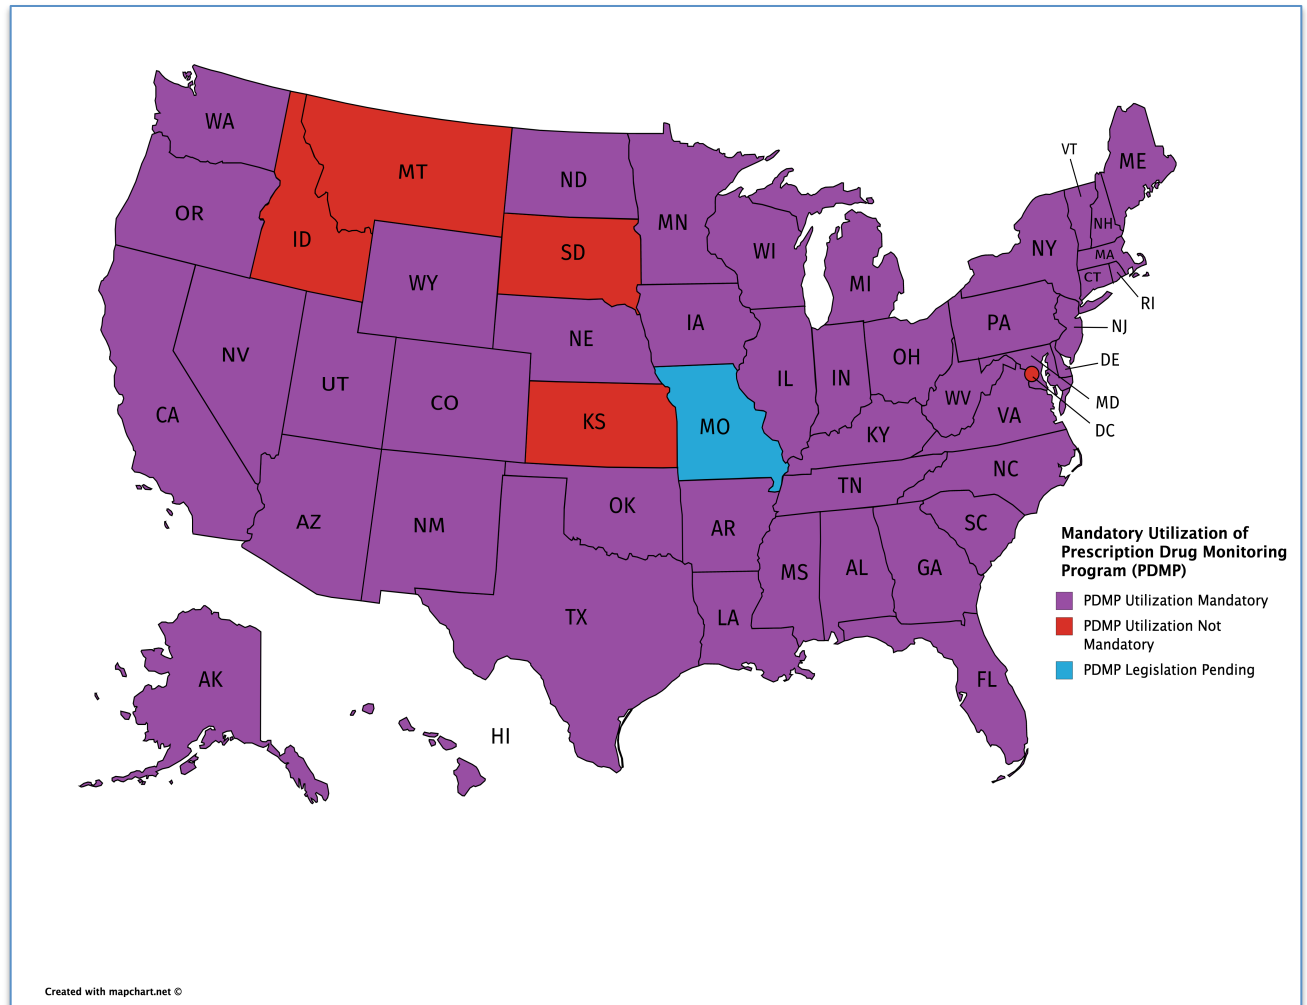 WA
MT
ND
VT
ME
OR
ID
SD
MN
WI
NY
NH
MA
CT
RI
WY
MI
IA
NE
PA
NJ
NV
UT
CO
IL
IN
OH
DE
CA
KS
MO
WV
VA
MD
DC
KY
NC
TN
AZ
NM
OK
AR
SC
MS
AL
GA
TX
LA
FL
AK
HI
Mandatory Utilization of
Prescription Drug Monitoring
Program (PDMP)
PDMP Utilization Mandatory
PDMP Utilization Not
Mandatory
PDMP Legislation Pending
Created with mapchart.net ©